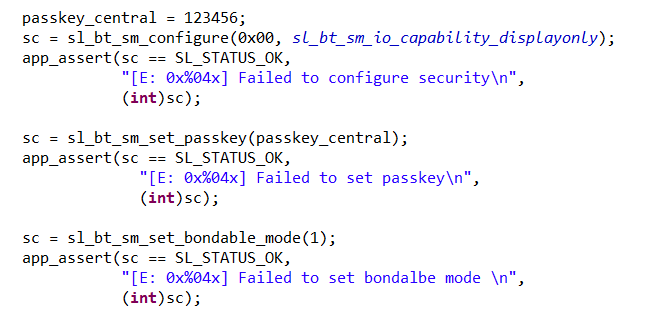 passkey_central = 123456;
sc = sl_bt_sm_configure(0x00, sl_bt_sm_io_capability_displayonly);
app_assert(sc == SL_STATUS_OK,
"[E: 0x%04x] Failed to configure security\n",
(int)sc);
sc = sl_bt_sm_set_passkey(passkey_central);
app_assert(sc == SL_STATUS_OK,
"[E: 0x%04x] Failed to set passkey\n",
(int)sc);
sc = sl_bt_sm_set_bondable_mode(1);
app_assert(sc == SL_STATUS_OK,
"[E: 0x%04x] Failed to set bondalbe mode \n",
(int)sc);